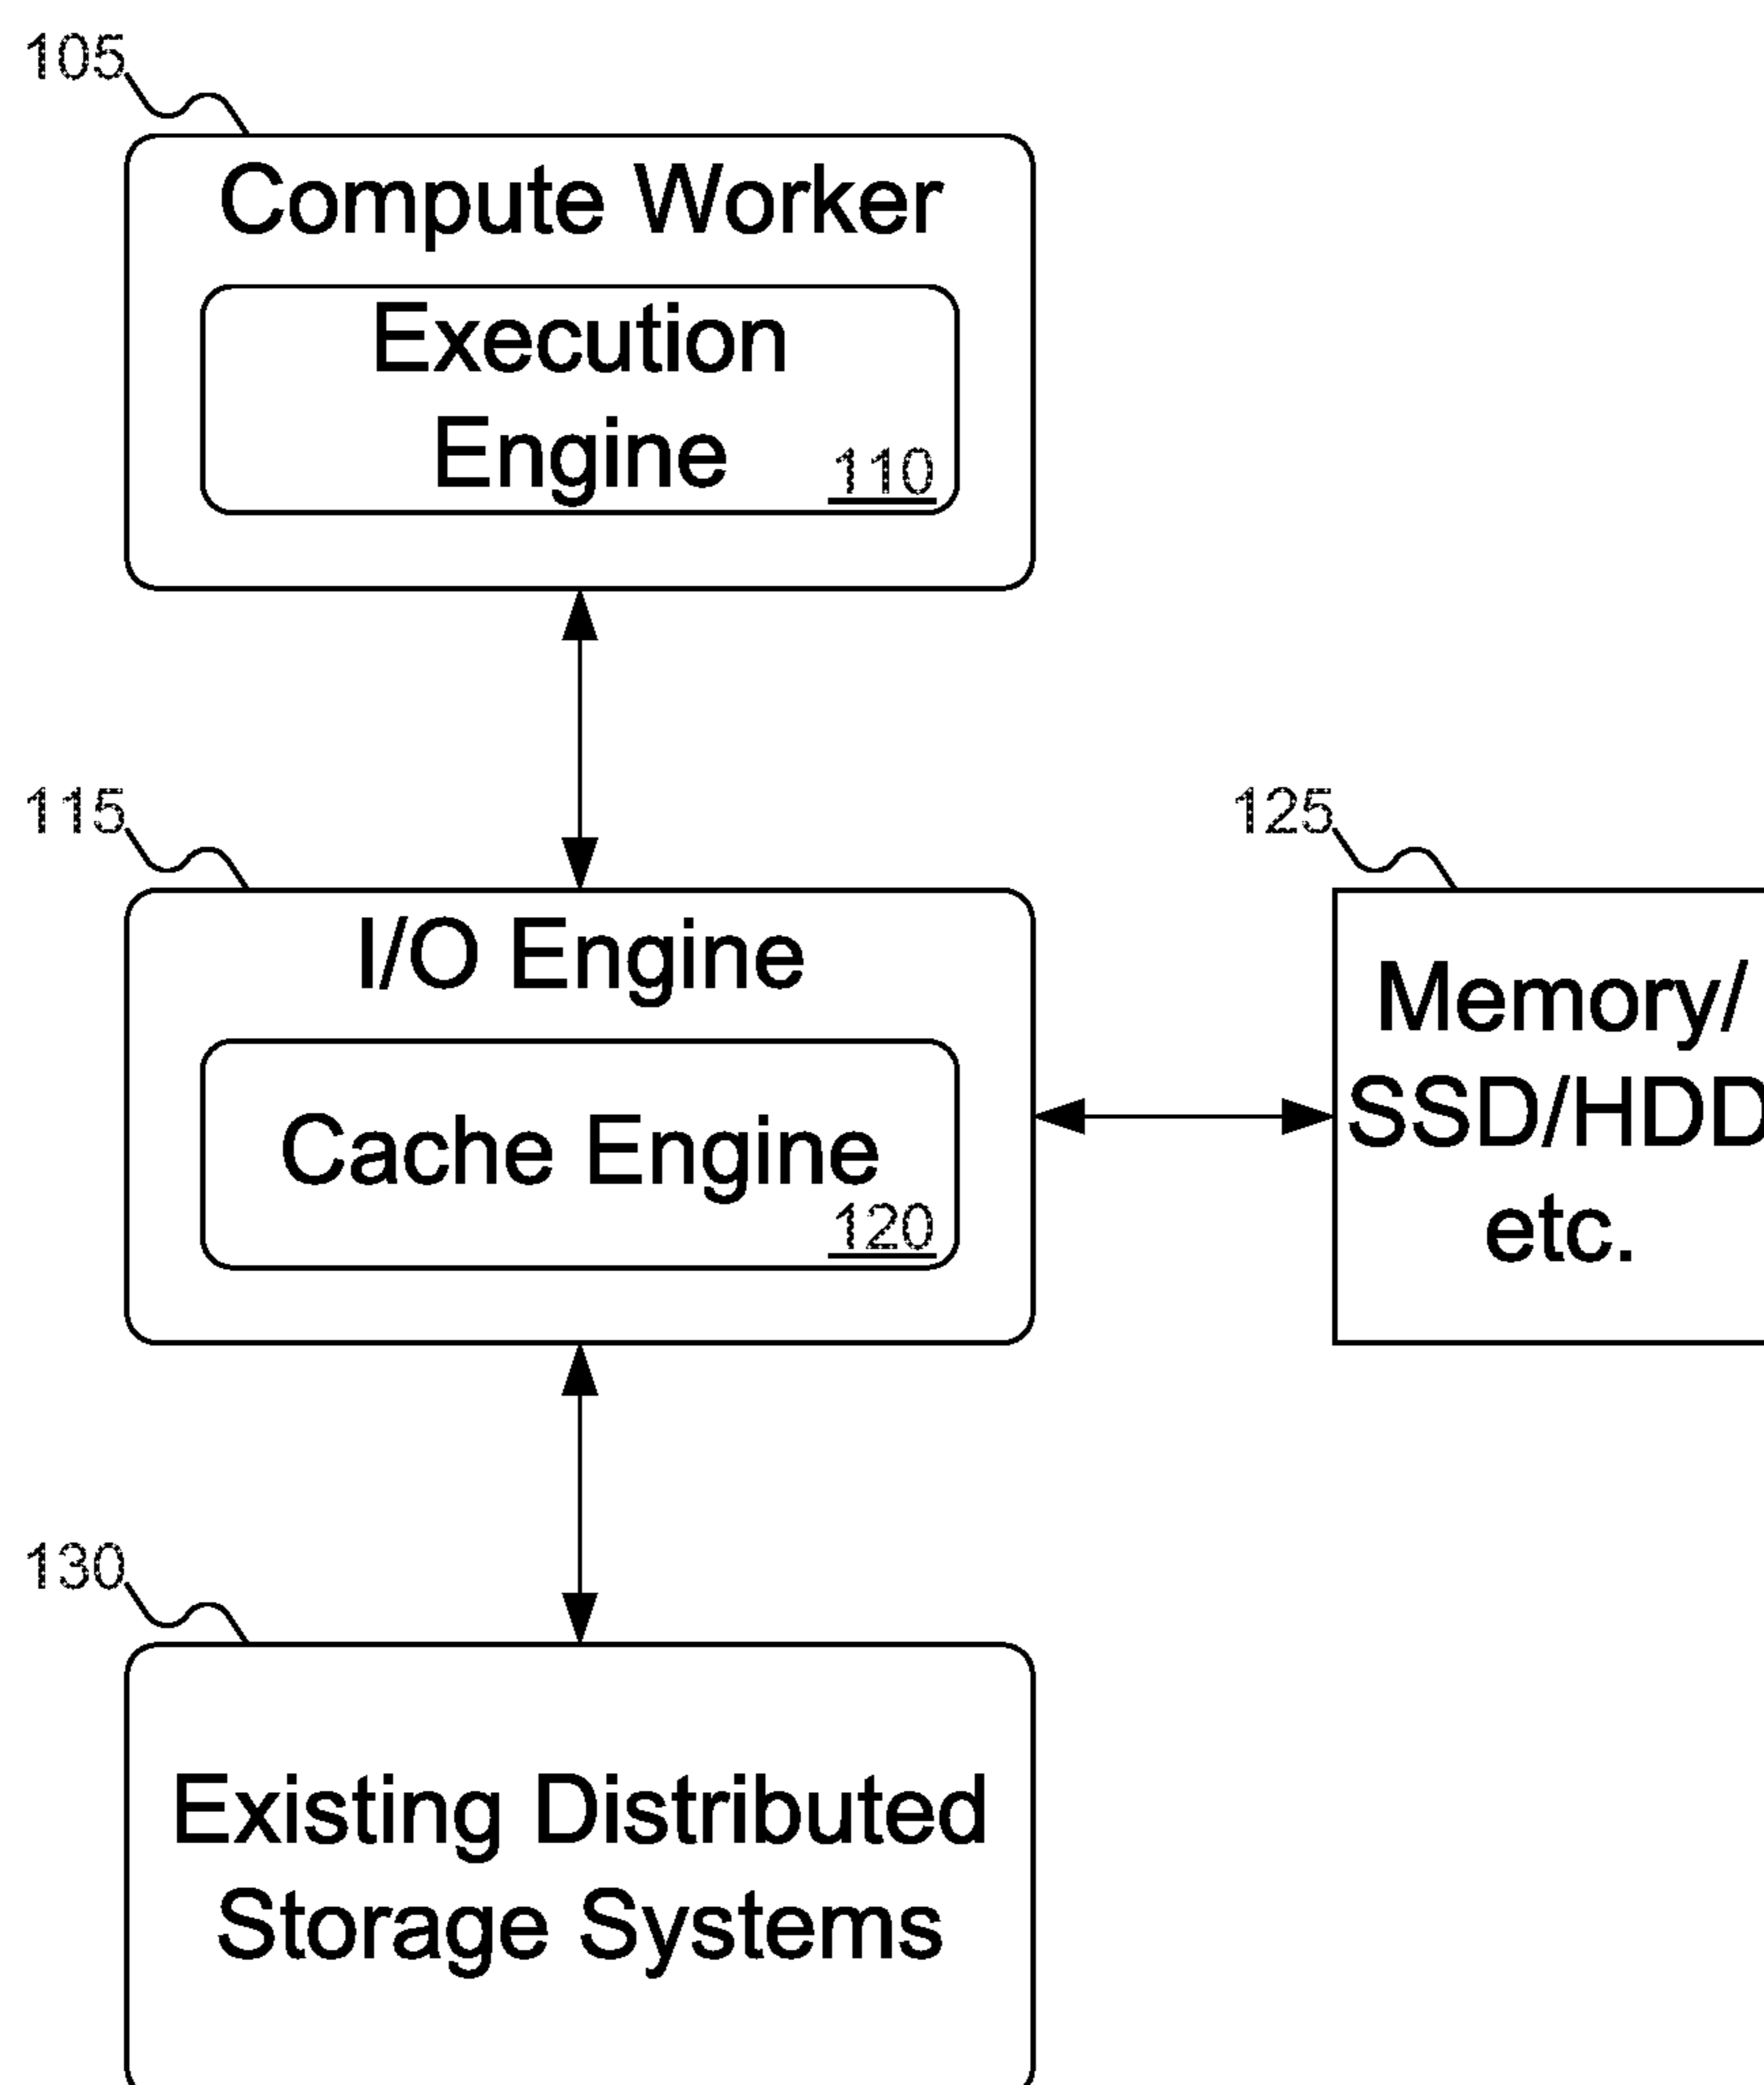 105
Compute Worker
Execution
Engine
110
115
I/O Engine
Cache Engine
120
125
Memory/
SSD/HDD
etc.
130
Existing Distributed
Storage Systems